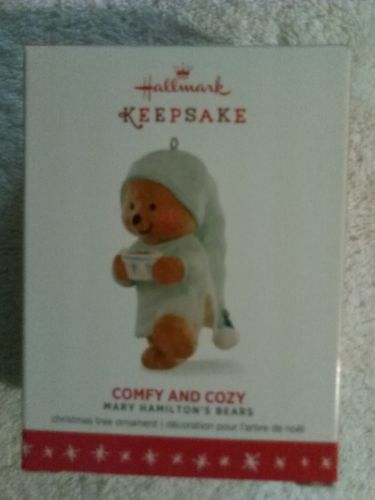 Hallmark
KEEPSAKE
COMFY AND COZY
MARY HAMILTON'S BEARS
christmas tree ornament | décoration pour l'arbre de noël